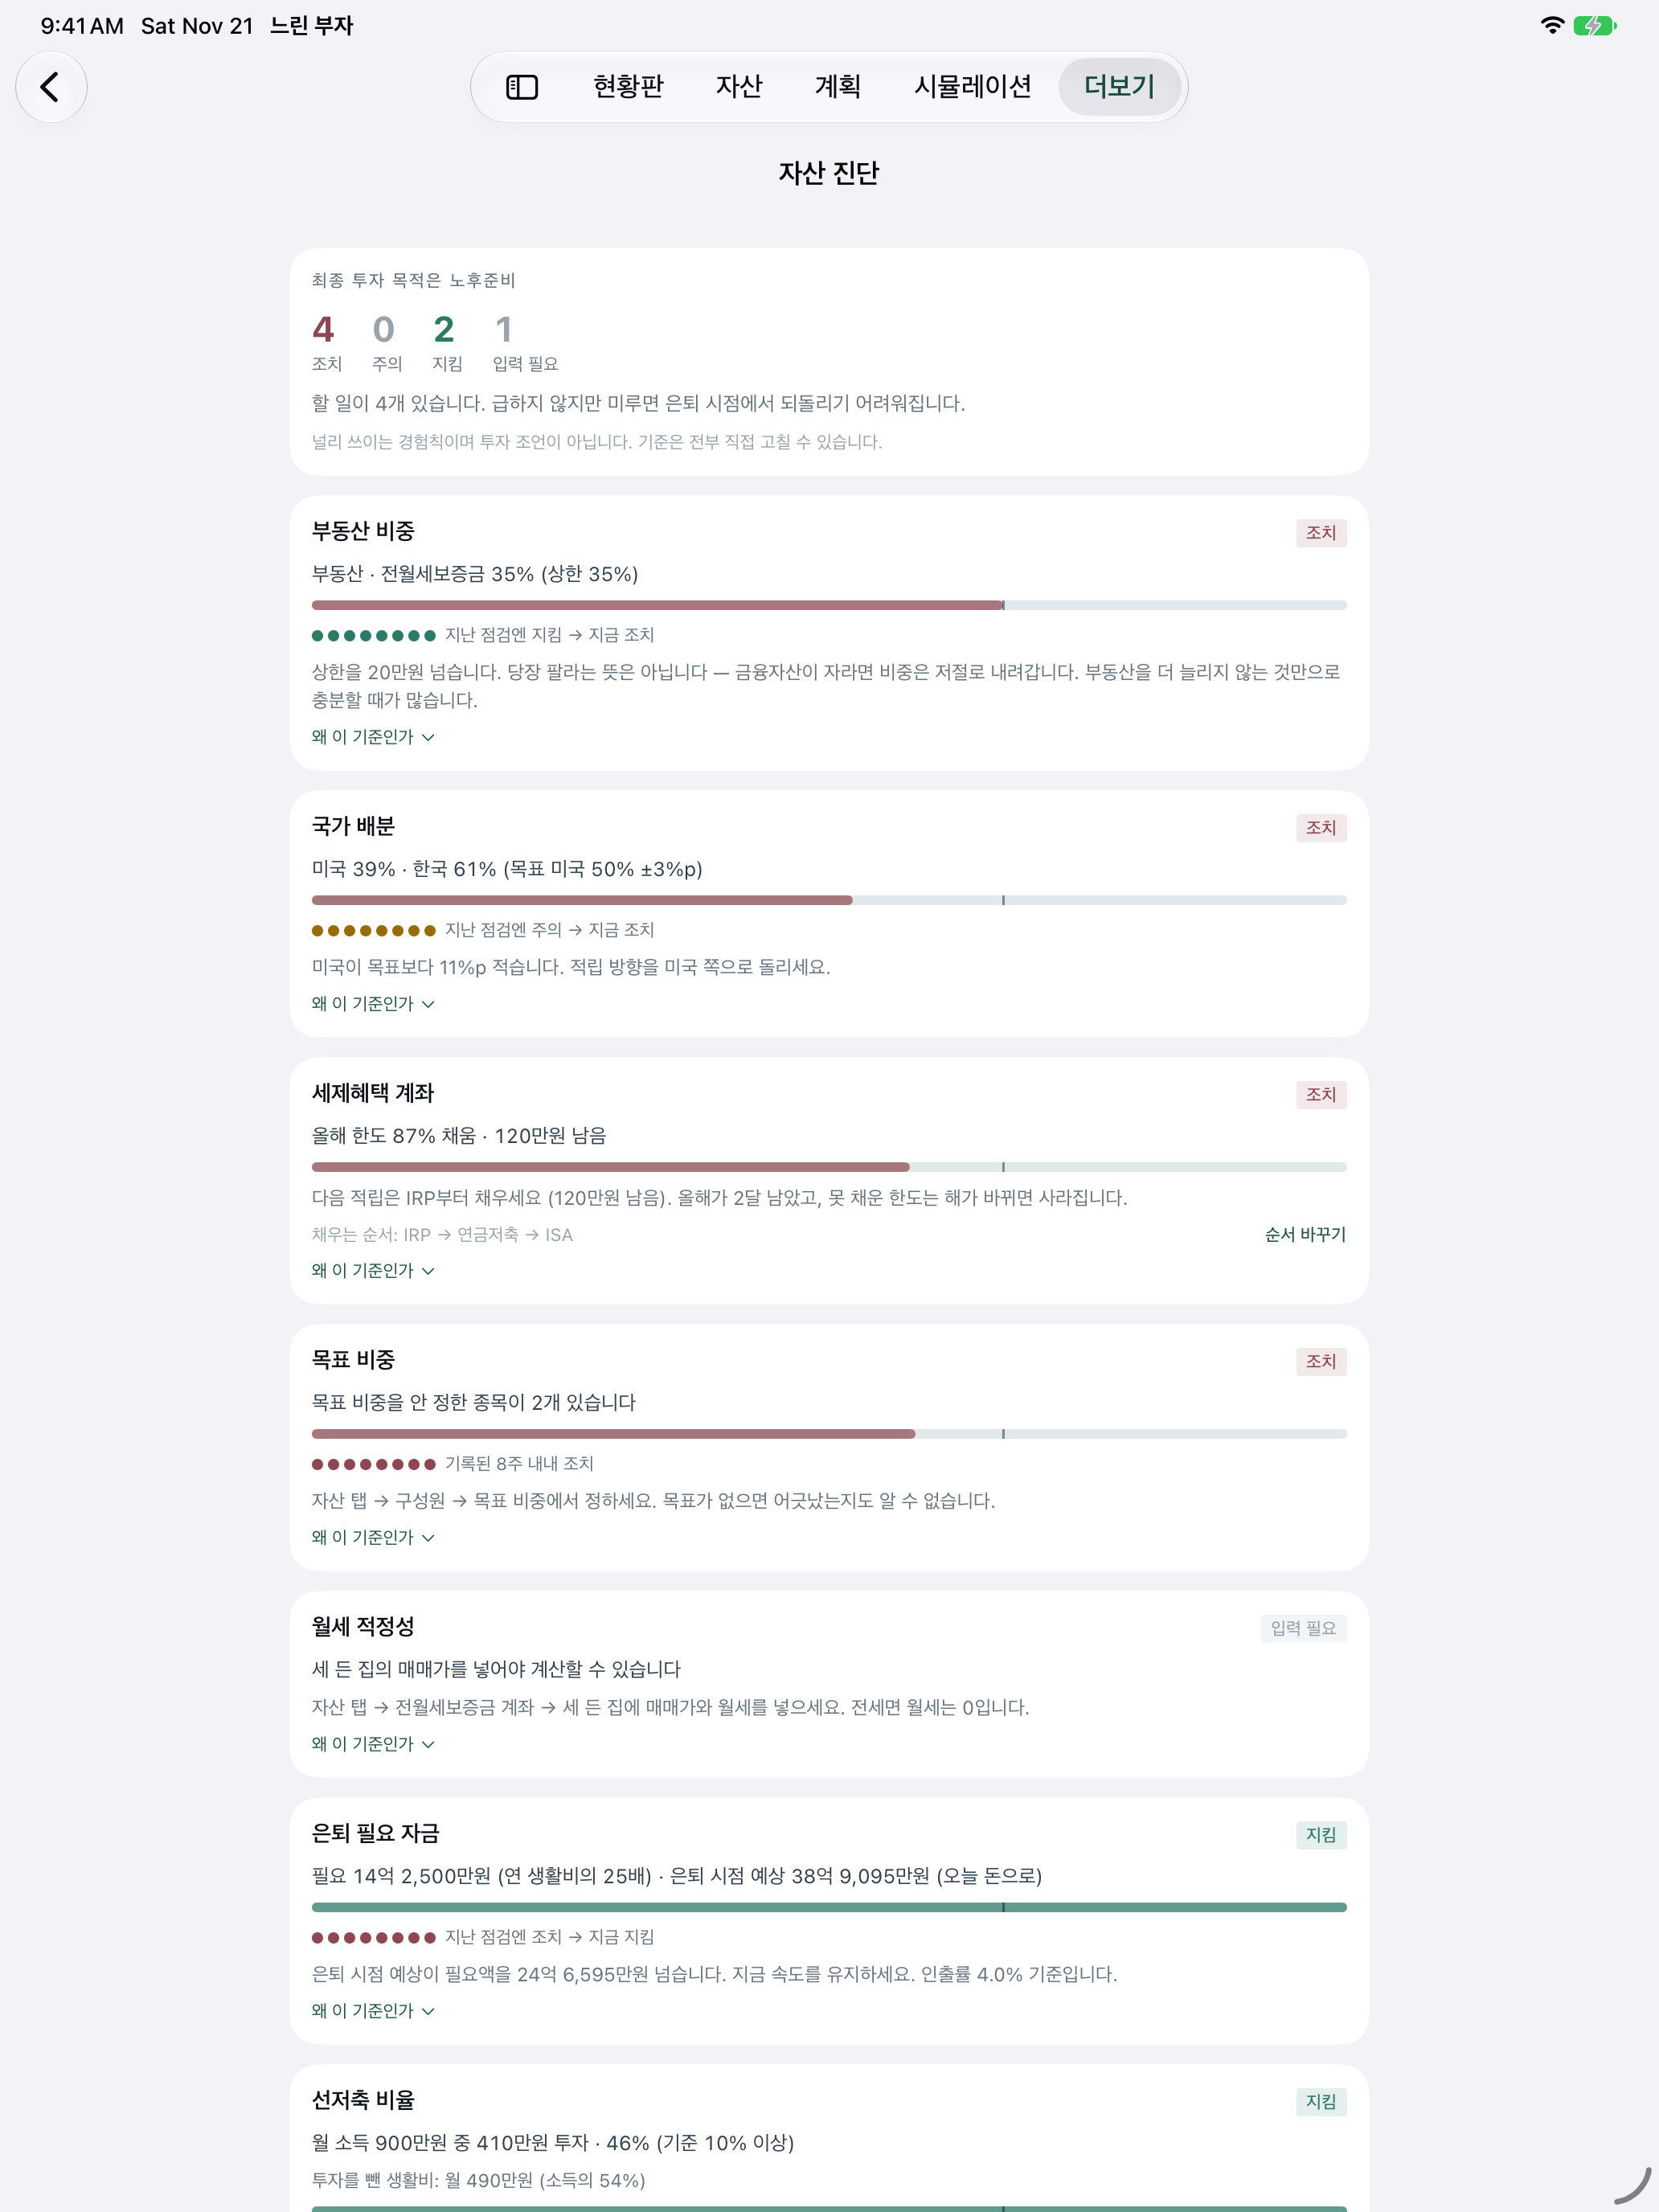 9:41 AM Sat Nov 21 느린 부자
현황판 자산 계획 시뮬레이션 더보기
자산 진단
최종 투자 목적은 노후준비
4 0 2 1
조치 주의 지킴 입력 필요
할 일이 4개 있습니다. 급하지 않지만 미루면 은퇴 시점에서 되돌리기 어려워집니다.
널리 쓰이는 경험칙이며 투자 조언이 아닙니다. 기준은 전부 직접 고칠 수 있습니다.
부동산 비중 조치
부동산 · 전월세보증금 35% (상한 35%)
지난 점검엔 지킴 → 지금 조치
상한을 20만원 넘습니다. 당장 팔라는 뜻은 아닙니다 — 금융자산이 자라면 비중은 저절로 내려갑니다. 부동산을 더 늘리지 않는 것만으로
충분할 때가 많습니다.
왜 이 기준인가
국가 배분 조치
미국 39% · 한국 61% (목표 미국 50% ±3%p)
지난 점검엔 주의 → 지금 조치
미국이 목표보다 11%p 적습니다. 적립 방향을 미국 쪽으로 돌리세요.
왜 이 기준인가
세제혜택 계좌 조치
올해 한도 87% 채움 · 120만원 남음
다음 적립은 IRP부터 채우세요 (120만원 남음). 올해가 2달 남았고, 못 채운 한도는 해가 바뀌면 사라집니다.
채우는 순서: IRP → 연금저축 → ISA 순서 바꾸기
왜 이 기준인가
목표 비중 조치
목표 비중을 안 정한 종목이 2개 있습니다
기록된 8주 내내 조치
자산 탭 → 구성원 → 목표 비중에서 정하세요. 목표가 없으면 어긋났는지도 알 수 없습니다.
왜 이 기준인가
월세 적정성 입력 필요
세 든 집의 매매가를 넣어야 계산할 수 있습니다
자산 탭 → 전월세보증금 계좌 → 세 든 집에 매매가와 월세를 넣으세요. 전세면 월세는 0입니다.
왜 이 기준인가
은퇴 필요 자금 지킴
필요 14억 2,500만원 (연 생활비의 25배) · 은퇴 시점 예상 38억 9,095만원 (오늘 돈으로)
지난 점검엔 조치 → 지금 지킴
은퇴 시점 예상이 필요액을 24억 6,595만원 넘습니다. 지금 속도를 유지하세요. 인출률 4.0% 기준입니다.
왜 이 기준인가
선저축 비율 지킴
월 소득 900만원 중 410만원 투자 · 46% (기준 10% 이상)
투자를 뺀 생활비: 월 490만원 (소득의 54%)